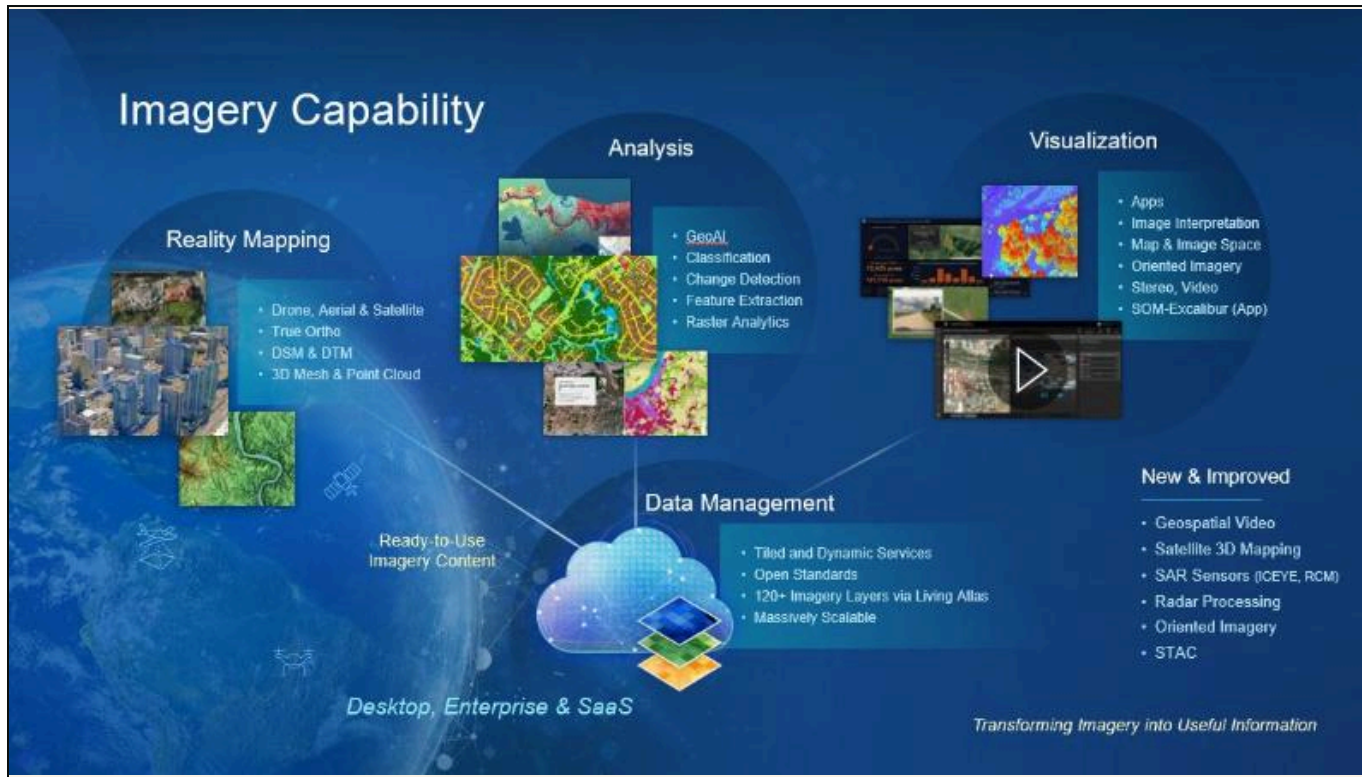 Imagery Capability
Reality Mapping
• Drone, Aerial & Satellite
• True Ortho
• DSM & DTM
• 3D Mesh & Point Cloud
Analysis
• GeoAI
• Classification
• Change Detection
• Feature Extraction
• Raster Analytics
Visualization
• Apps
• Image Interpretation
• Map & Image Space
• Oriented Imagery
• Stereo, Video
• SOM-Excalibur (App)
Ready-to-Use
Imagery Content
Data Management
• Tiled and Dynamic Services
• Open Standards
• 120+ Imagery Layers via Living Atlas
• Massively Scalable
New & Improved
• Geospatial Video
• Satellite 3D Mapping
• SAR Sensors (ICEYE, RCM)
• Radar Processing
• Oriented Imagery
• STAC
Desktop, Enterprise & SaaS
Transforming Imagery into Useful Information